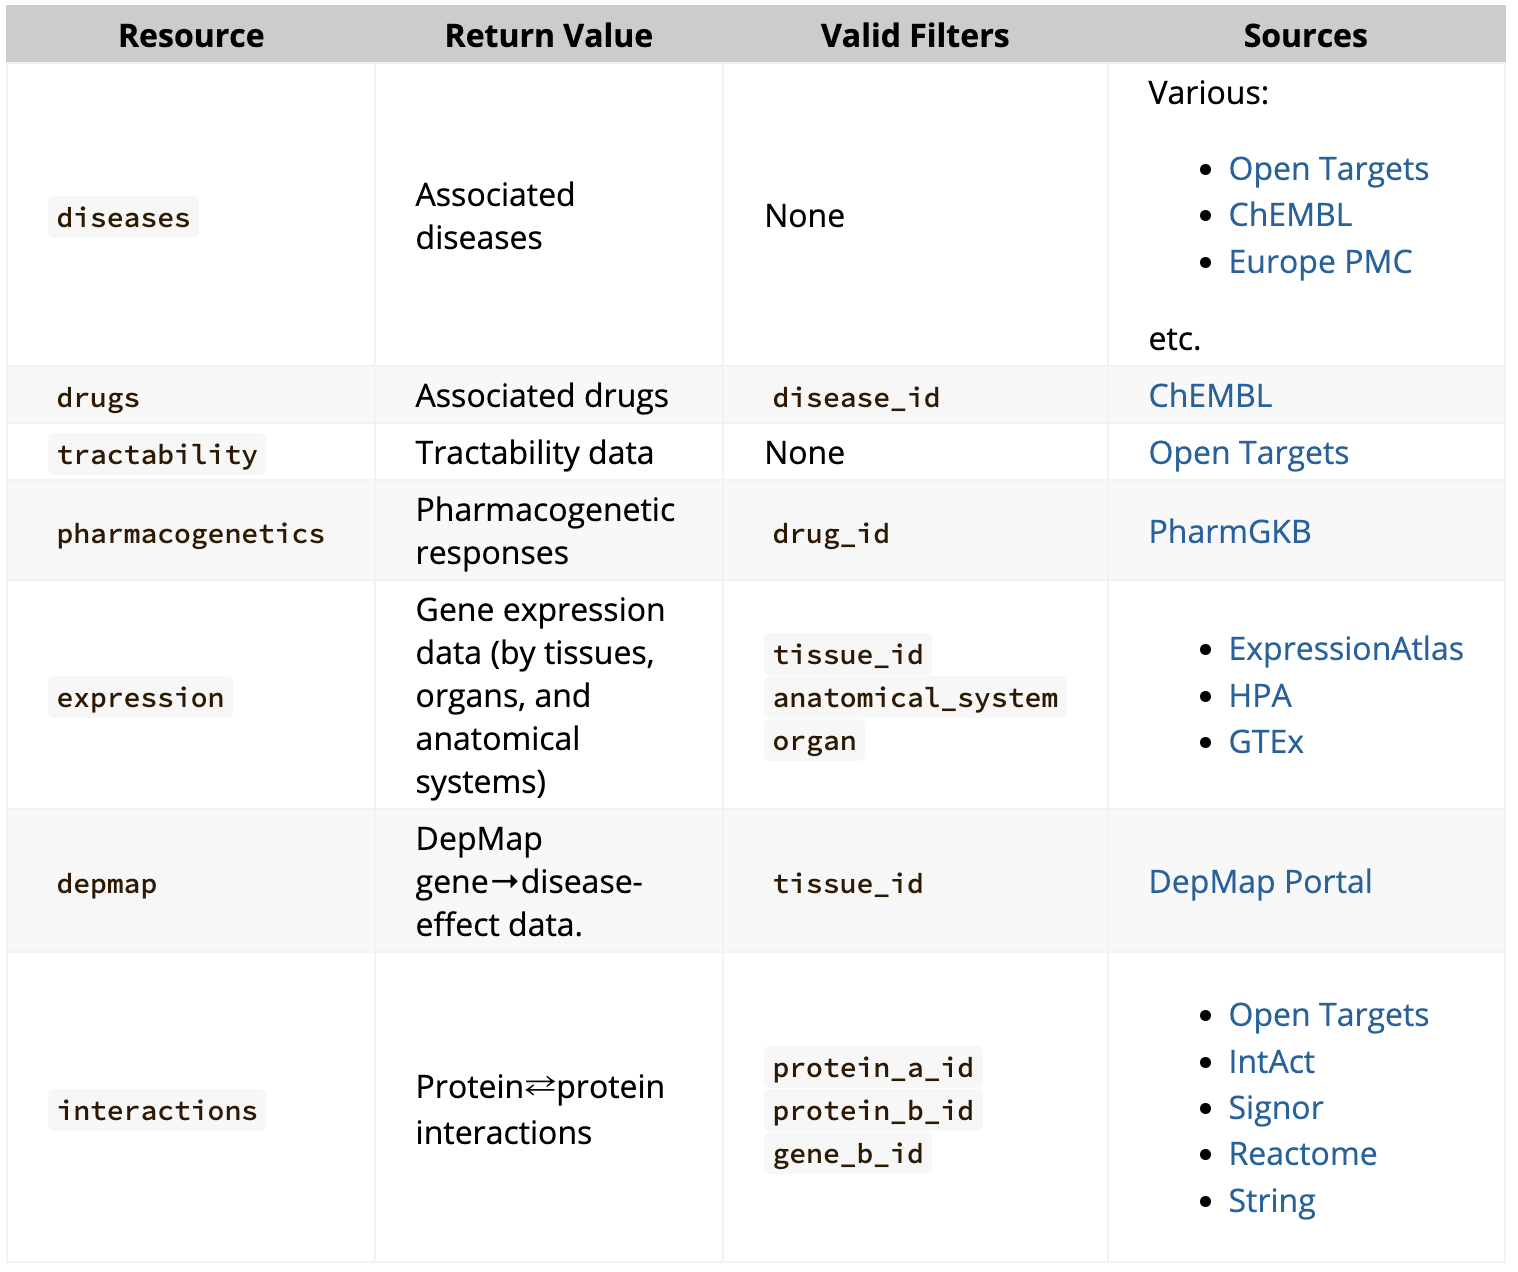 Resource Return Value Valid Filters Sources
diseases
Associated
diseases
None
Various:
Open Targets
ChEMBL
Europe PMC
etc.
drugs
Associated drugs
disease_id
ChEMBL
tractability
Tractability data
None
Open Targets
pharmacogenetics
Pharmacogenetic
responses
drug_id
PharmGKB
expression
Gene expression
data (by tissues,
organs, and
anatomical
systems)
tissue_id
anatomical_system
organ
ExpressionAtlas
HPA
GTEx
depmap
DepMap
gene→disease-
effect data.
tissue_id
DepMap Portal
interactions
Protein⇄protein
interactions
protein_a_id
protein_b_id
gene_b_id
Open Targets
IntAct
Signor
Reactome
String